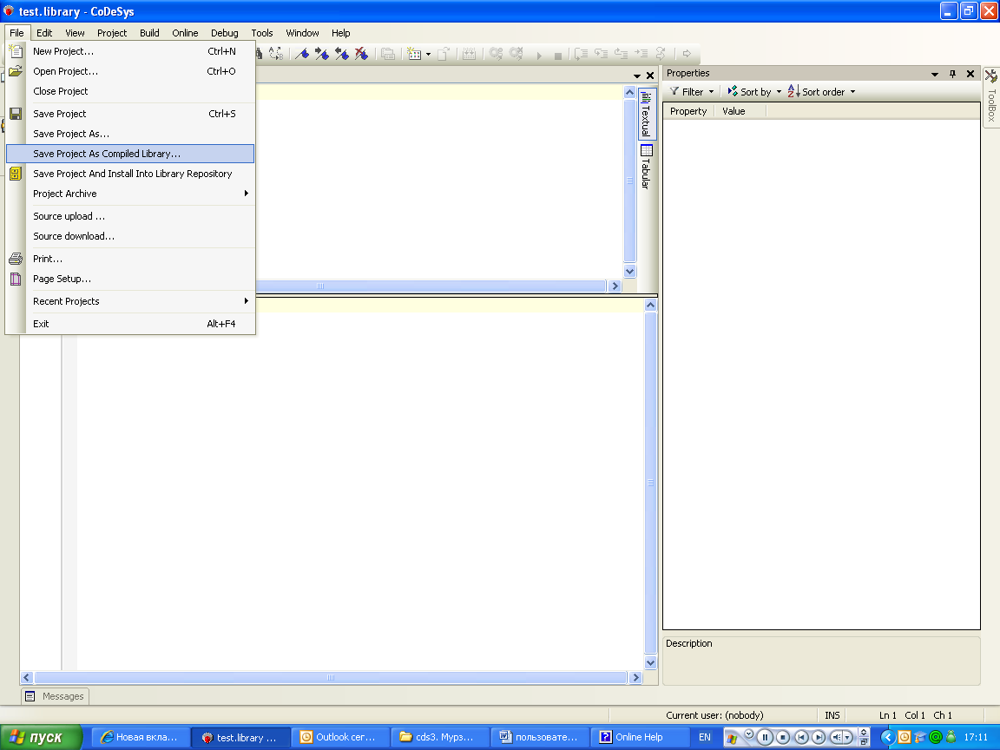 test.library - CoDeSys
File Edit View Project Build Online Debug Tools Window Help
New Project... Ctrl+N
Open Project... Ctrl+O
Close Project
Save Project Ctrl+S
Save Project As...
Save Project As Compiled Library...
Save Project And Install Into Library Repository
Project Archive
Source upload ...
Source download...
Print...
Page Setup...
Recent Projects
Exit Alt+F4
Textual
Tabular
Properties
Filter Sort by Sort order
Property Value
Description
ToolBox
Messages
Current user: (nobody) INS Ln 1 Col 1 Ch 1
пуск Новая вкла... test.library ... Outlook сег... cds3. Мурз... пользовате... Online Help EN 17:11